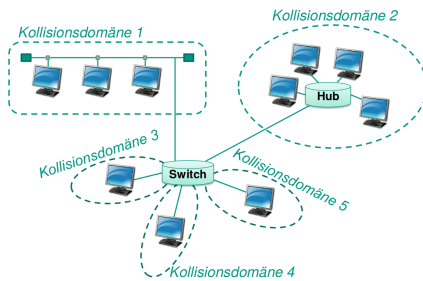 Kollisionsdomäne 1
Kollisionsdomäne 2
Hub
Kollisionsdomäne 3
Switch
Kollisionsdomäne 5
Kollisionsdomäne 4